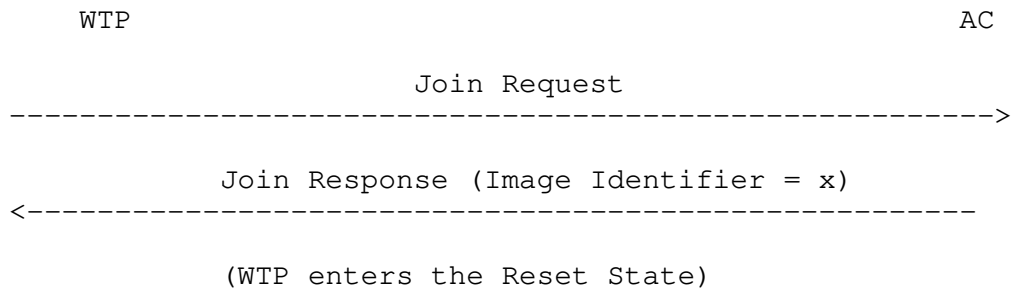 WTP AC
Join Request
-------------------------------------------------------->
Join Response (Image Identifier = x)
<------------------------------------------------------
(WTP enters the Reset State)